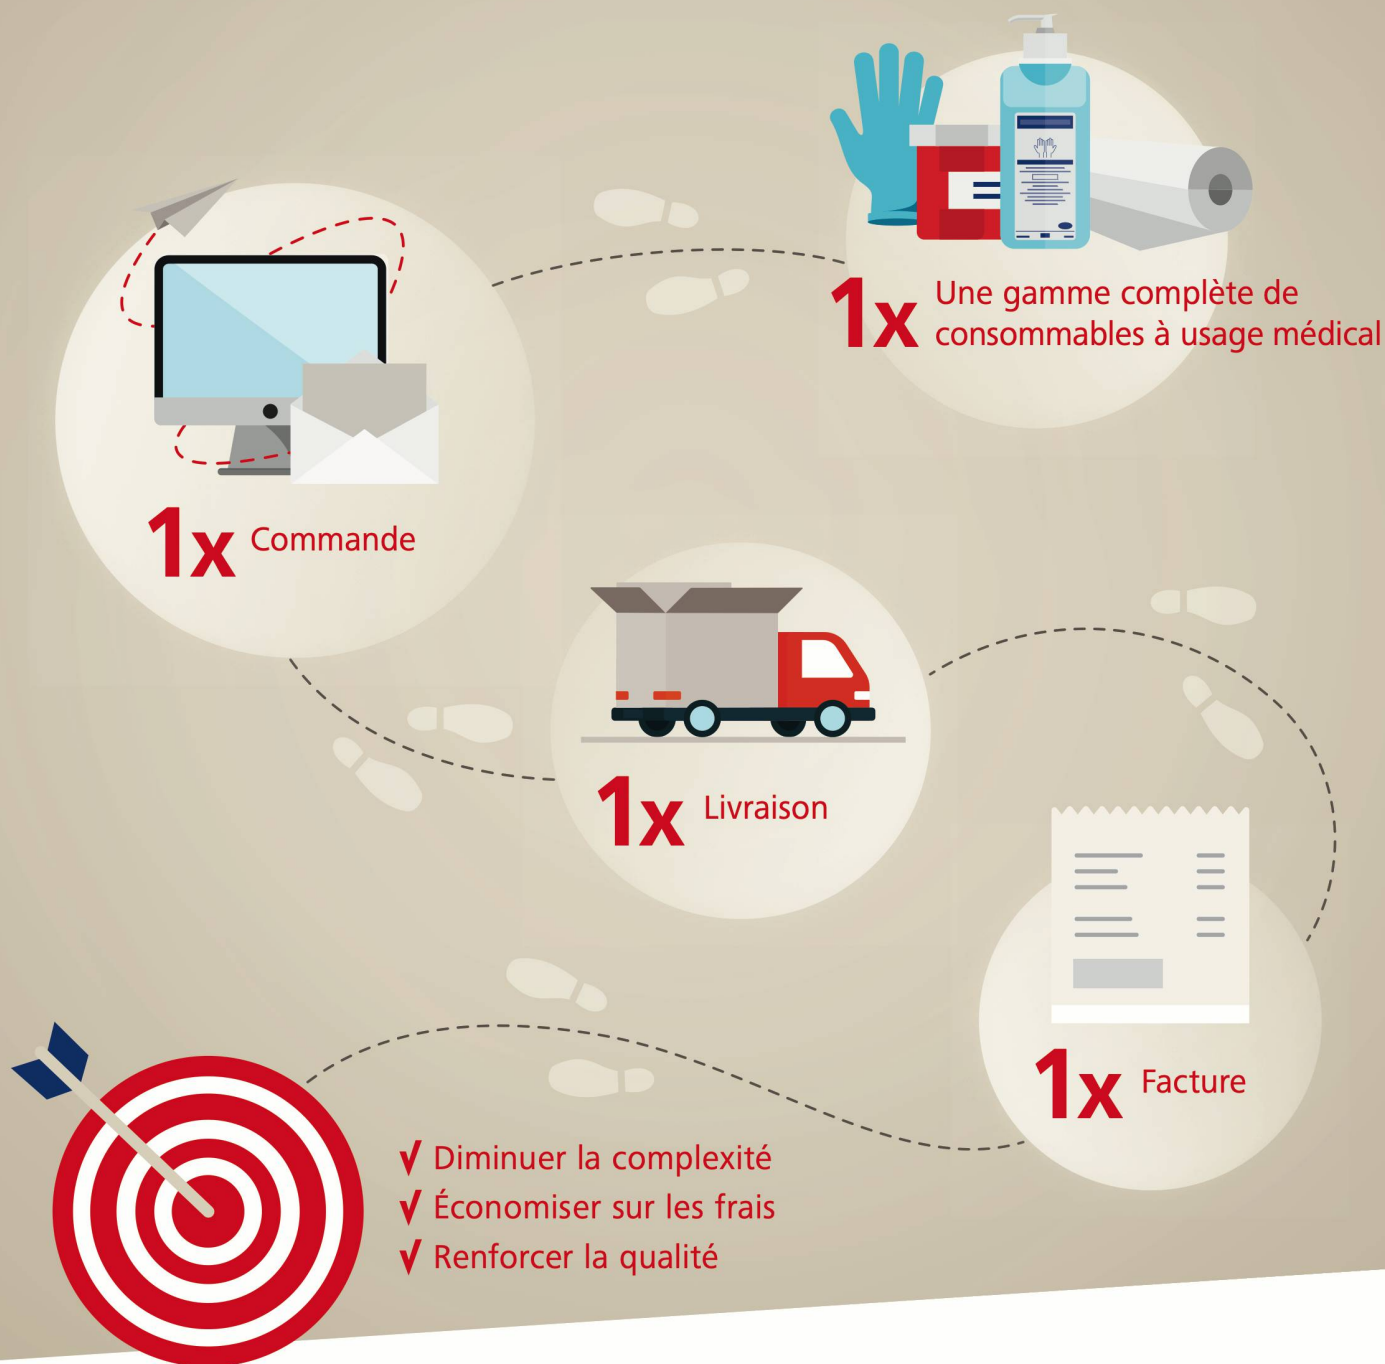 1x Une gamme complète de
consommables à usage médical
1x Commande
1x Livraison
1x Facture
√ Diminuer la complexité
√ Économiser sur les frais
√ Renforcer la qualité